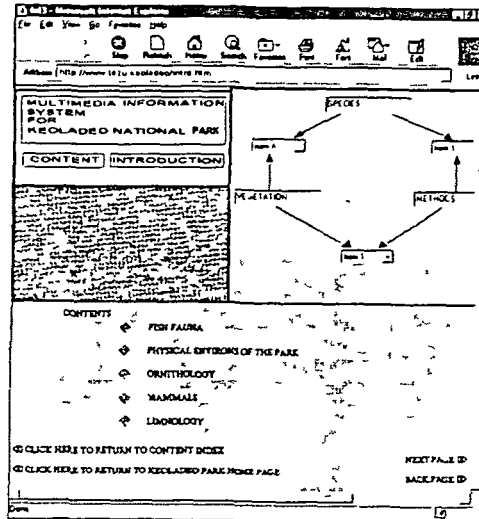 Microsoft Internet Explorer
File Edit View Go Favorites Help
Stop Refresh Home Search Favorites Print Font Mail Edit
Address http://www.
MULTIMEDIA INFORMATION
SYSTEM
FOR
KEOLADEO NATIONAL PARK
CONTENT INTRODUCTION
SPECIES
VEGETATION
METHODS
CONTENTS
FISH FAUNA
PHYSICAL ENVIRONS OF THE PARK
ORNITHOLOGY
MAMMALS
LIMNOLOGY
CLICK HERE TO RETURN TO CONTENT INDEX
CLICK HERE TO RETURN TO KEOLADEO PARK HOME PAGE
NEXT PAGE
BACK PAGE
Done